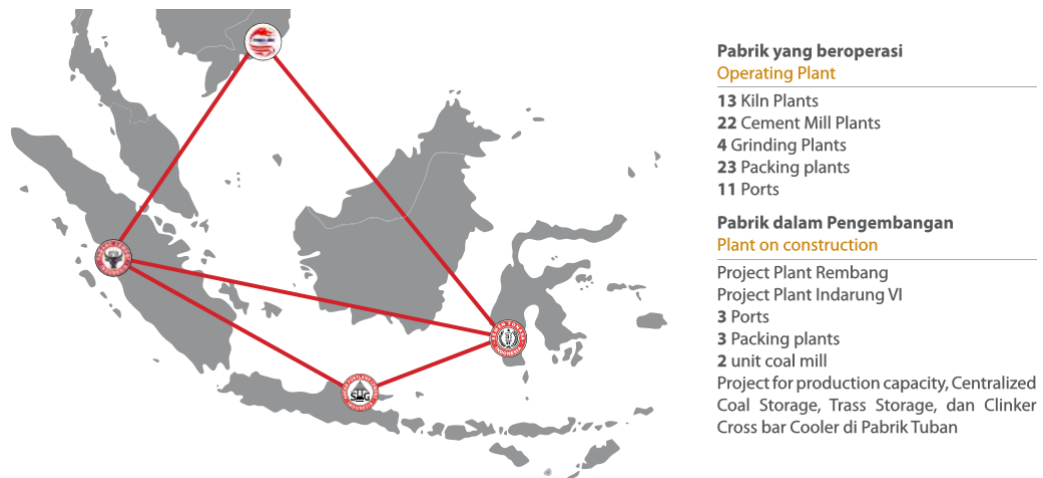 Pabrik yang beroperasi
Operating Plant
13 Kiln Plants
22 Cement Mill Plants
4 Grinding Plants
23 Packing plants
11 Ports
Pabrik dalam Pengembangan
Plant on construction
Project Plant Rembang
Project Plant Indarung VI
3 Ports
3 Packing plants
2 unit coal mill
Project for production capacity, Centralized
Coal Storage, Trass Storage, dan Clinker
Cross bar Cooler di Pabrik Tuban